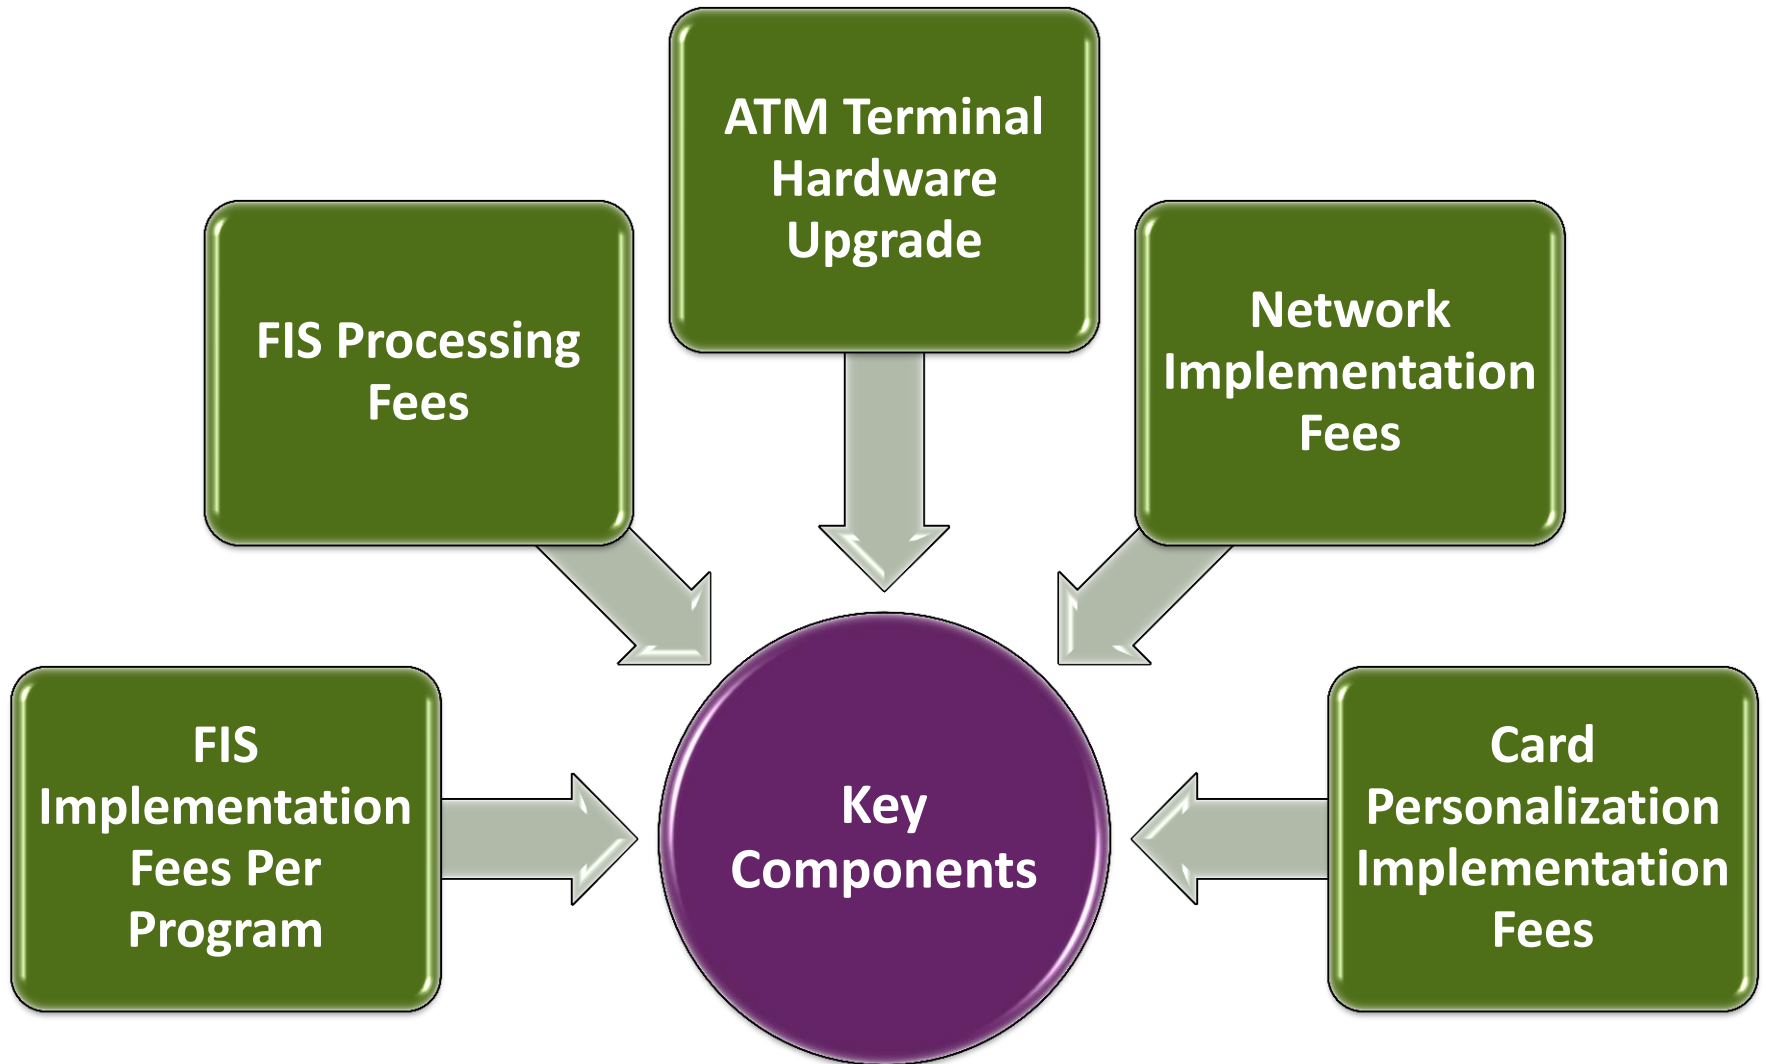 ATM Terminal
Hardware
Upgrade
FIS Processing
Fees
Network
Implementation
Fees
FIS
Implementation
Fees Per
Program
Key
Components
Card
Personalization
Implementation
Fees